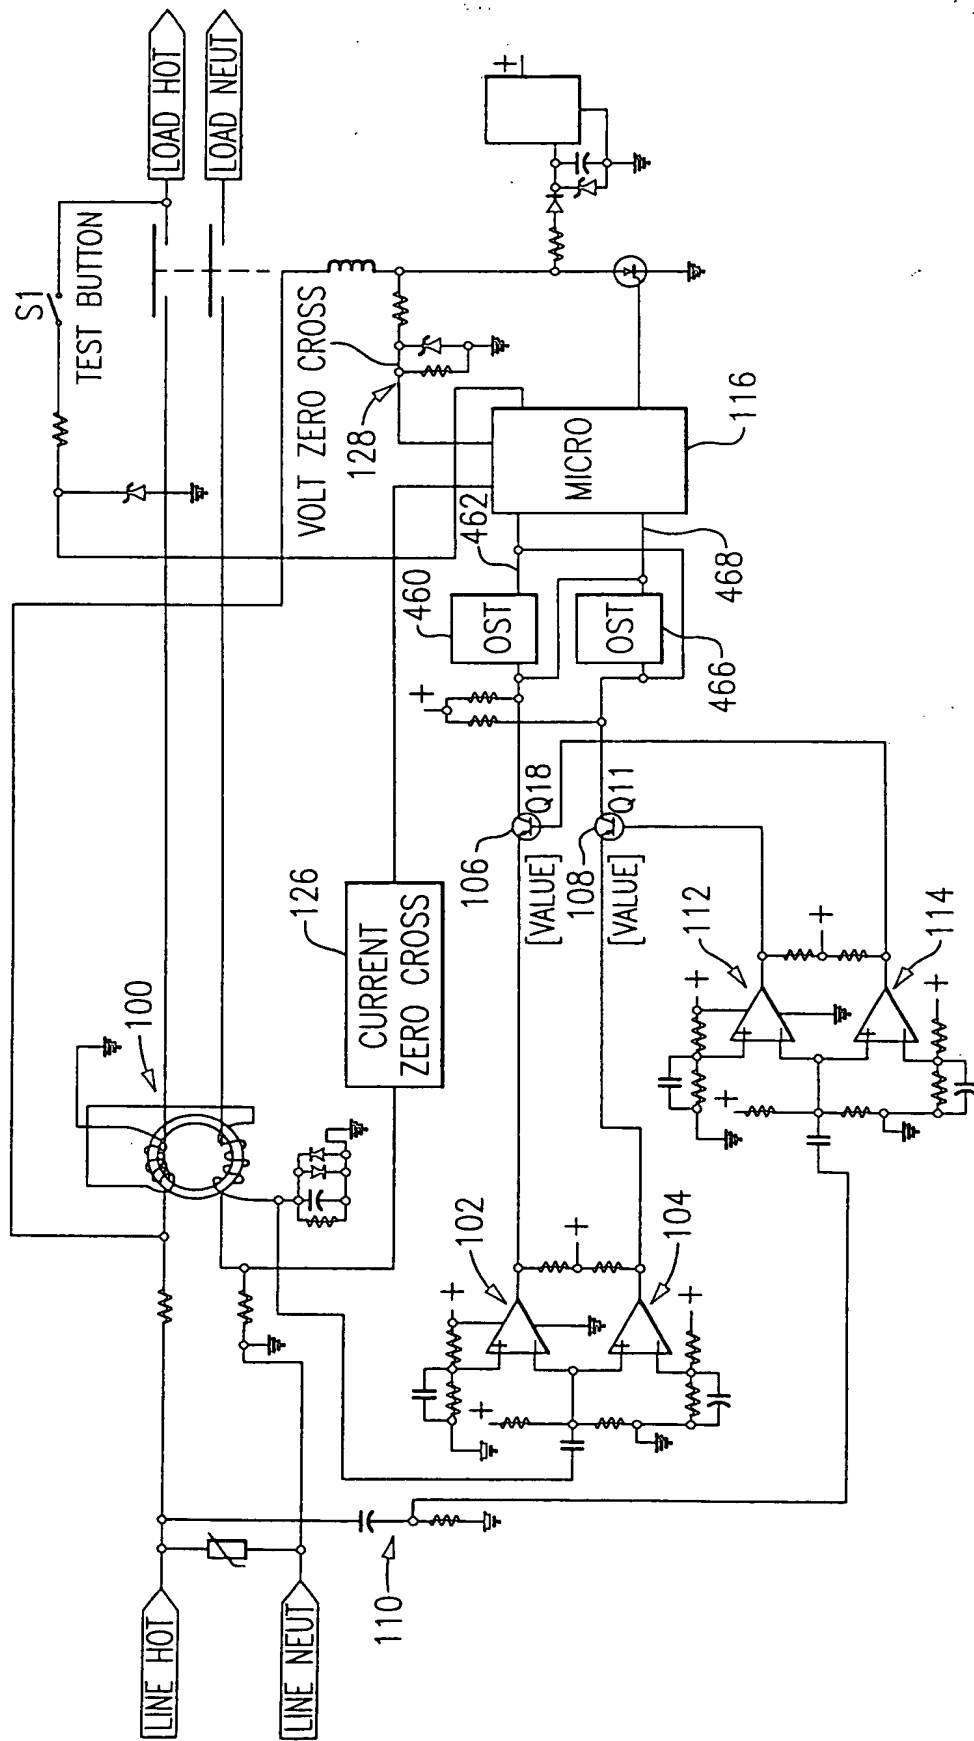 LINE HOT
LINE NEUT
110
100
S1
TEST BUTTON
LOAD HOT
LOAD NEUT
VOLT ZERO CROSS
128
126
CURRENT
ZERO CROSS
102
104
106
Q18
[VALUE]
108
Q11
[VALUE]
112
114
460
OST
462
466
OST
468
MICRO
116
+
+
+
+
+
+
+
+
+
+